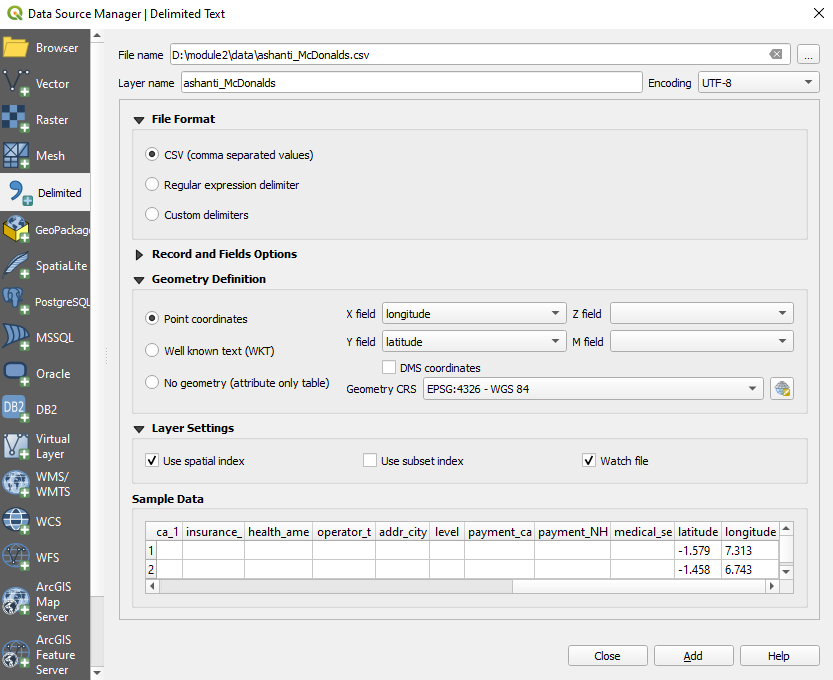 Data Source Manager | Delimited Text
Browser
Vector
Raster
Mesh
Delimited
GeoPackag
SpatiaLite
PostgreSQL
MSSQL
Oracle
DB2
DB2
Virtual
Layer
WMS/
WMTS
WCS
WFS
ArcGIS
Map
Server
ArcGIS
Feature
Server
File name D:\module2\data\ashanti_McDonalds.csv ...
Layer name ashanti_McDonalds Encoding UTF-8
File Format
CSV (comma separated values)
Regular expression delimiter
Custom delimiters
Record and Fields Options
Geometry Definition
Point coordinates
Well known text (WKT)
No geometry (attribute only table)
X field longitude Z field
Y field latitude M field
DMS coordinates
Geometry CRS EPSG:4326 - WGS 84
Layer Settings
Use spatial index Use subset index Watch file
Sample Data
ca_1 insurance_ health_ame operator_t addr_city level payment_ca payment_NH medical_se latitude longitude
1 -1.579 7.313
2 -1.458 6.743
Close Add Help